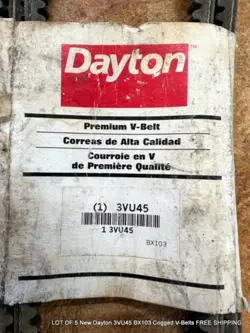 Dayton
Premium V-Belt
Correas de Alta Calidad
Courroie en V
de Première Qualité
(1) 3VU45
1 3VU45
BX103
LOT OF 5 New Dayton 3VU45 BX103 Cogged V-Belts FREE SHIPPING